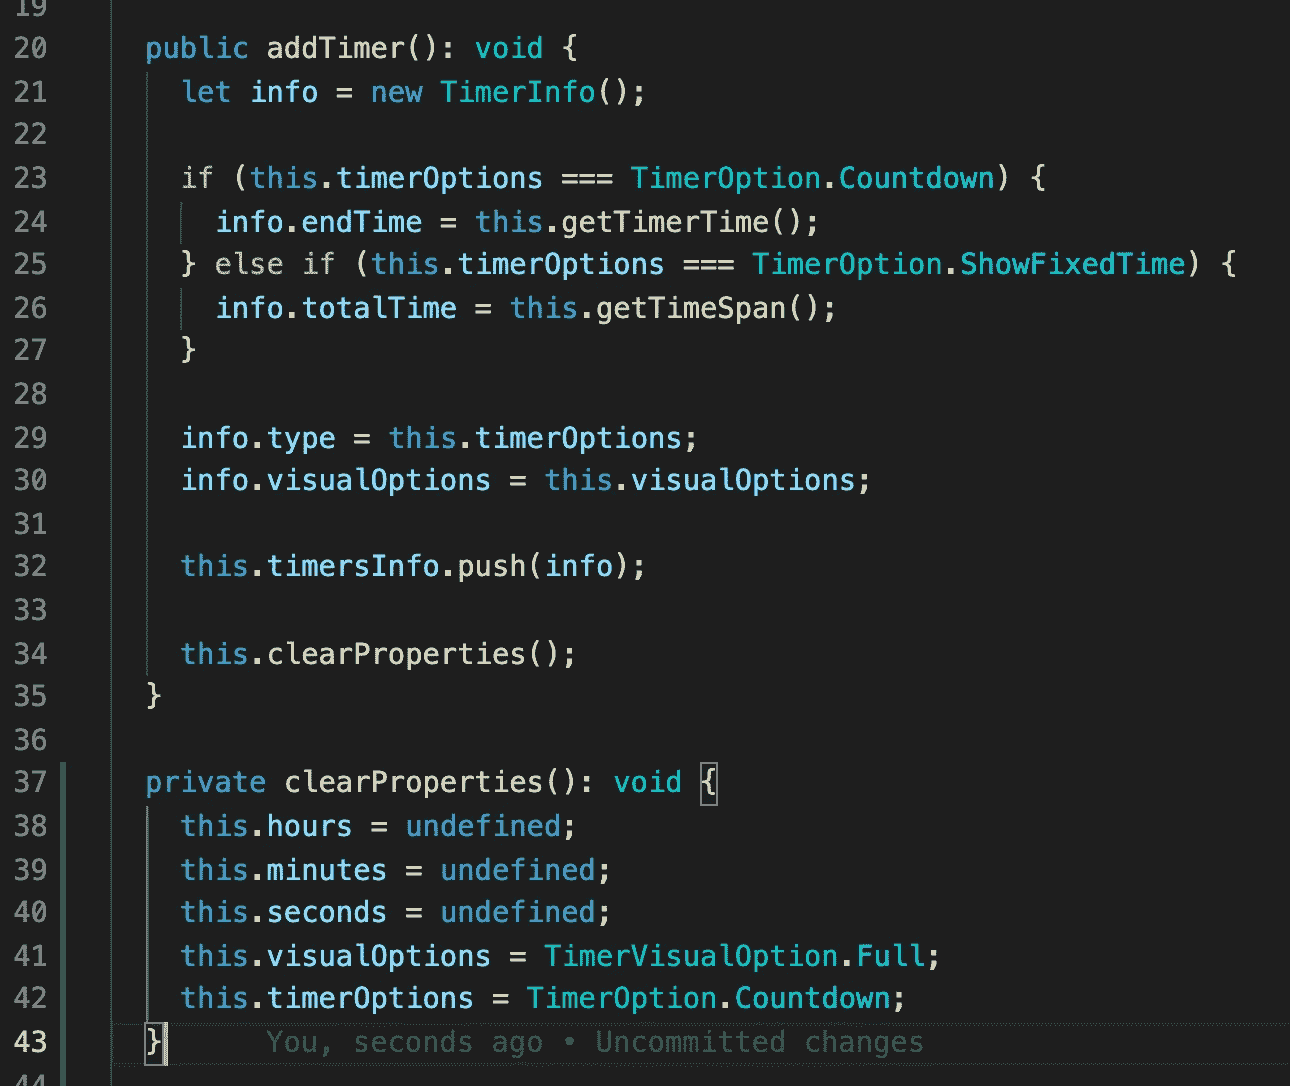 19
20 public addTimer(): void {
21 let info = new TimerInfo();
22
23 if (this.timerOptions === TimerOption.Countdown) {
24 info.endTime = this.getTimerTime();
25 } else if (this.timerOptions === TimerOption.ShowFixedTime) {
26 info.totalTime = this.getTimeSpan();
27 }
28
29 info.type = this.timerOptions;
30 info.visualOptions = this.visualOptions;
31
32 this.timersInfo.push(info);
33
34 this.clearProperties();
35 }
36
37 private clearProperties(): void {
38 this.hours = undefined;
39 this.minutes = undefined;
40 this.seconds = undefined;
41 this.visualOptions = TimerVisualOption.Full;
42 this.timerOptions = TimerOption.Countdown;
43 } You, seconds ago • Uncommitted changes
44